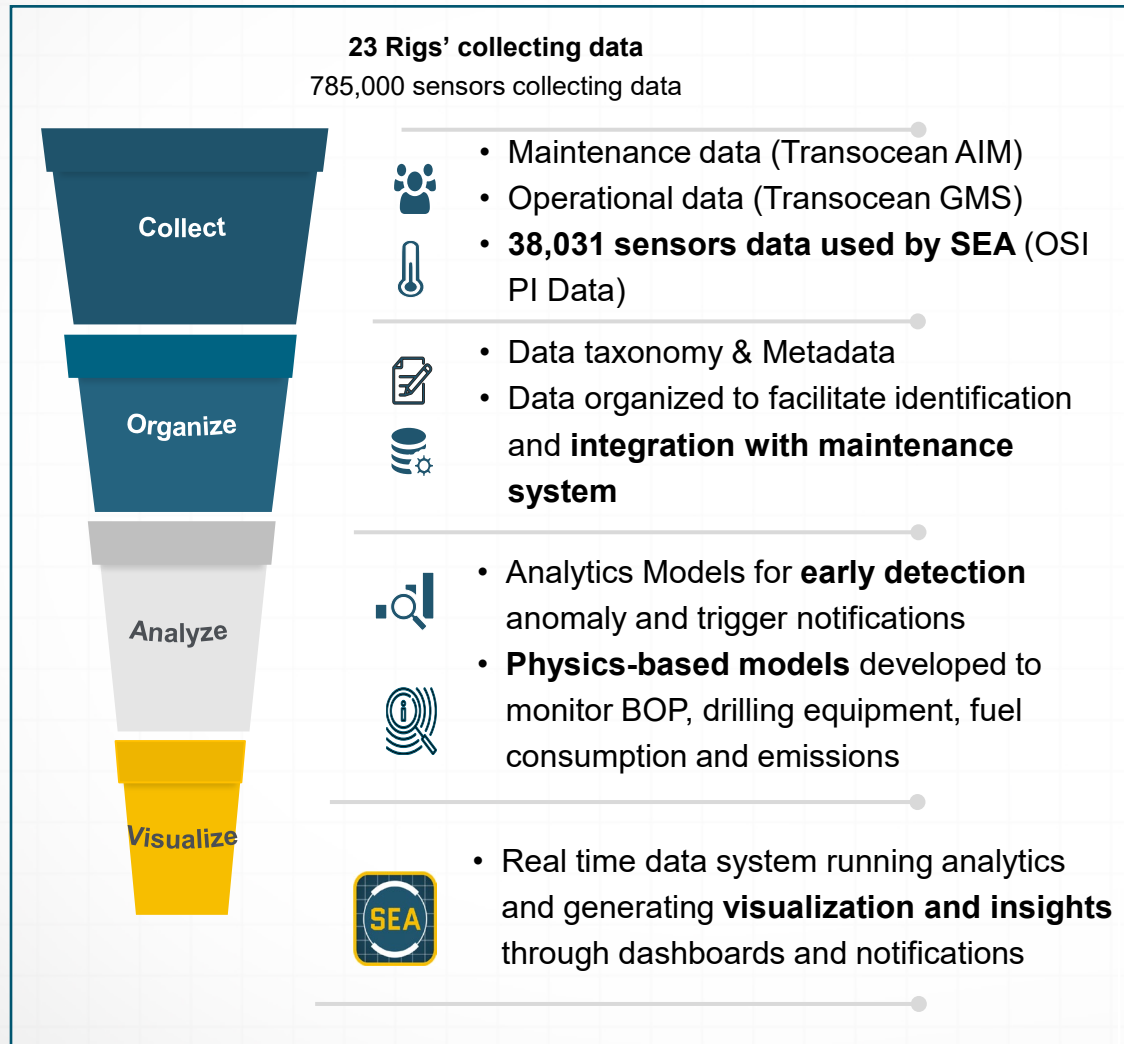 23 Rigs’ collecting data
785,000 sensors collecting data
Collect
• Maintenance data (Transocean AIM)
• Operational data (Transocean GMS)
• 38,031 sensors data used by SEA (OSI
PI Data)
Organize
• Data taxonomy & Metadata
• Data organized to facilitate identification
and integration with maintenance
system
Analyze
• Analytics Models for early detection
anomaly and trigger notifications
• Physics-based models developed to
monitor BOP, drilling equipment, fuel
consumption and emissions
Visualize
SEA
• Real time data system running analytics
and generating visualization and insights
through dashboards and notifications